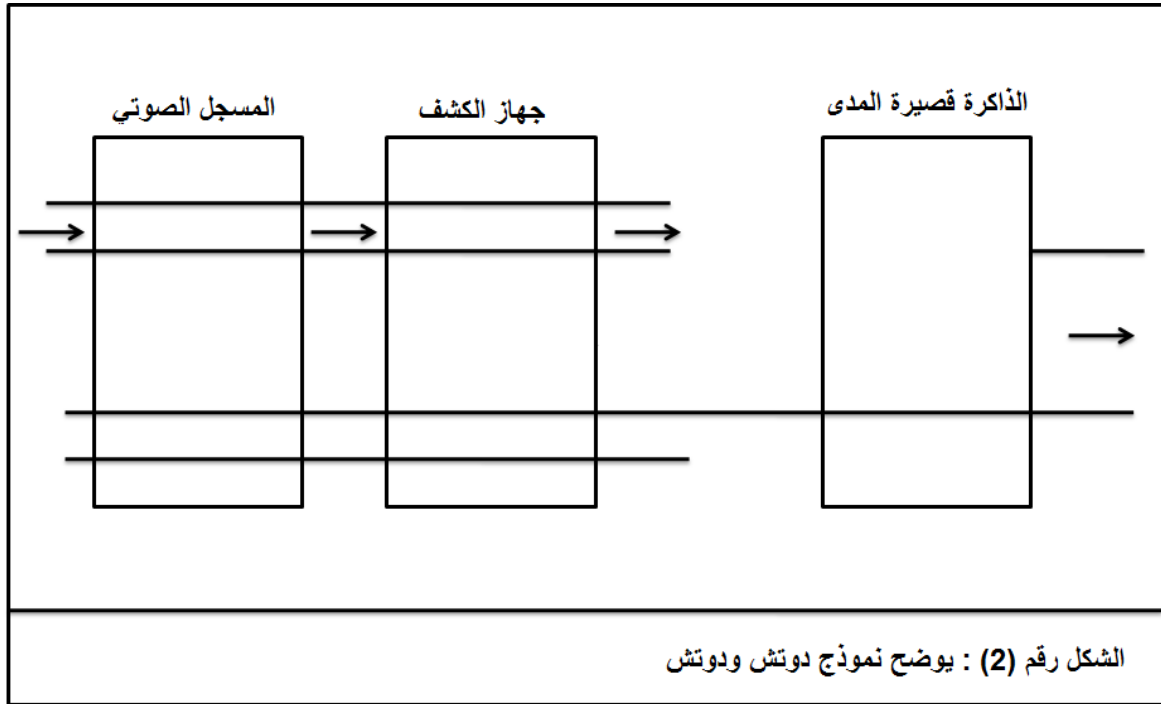 المسجل الصوتي
جهاز الكشف
الذاكرة قصيرة المدى
الشكل رقم (2) : يوضح نموذج دوتش ودوتش